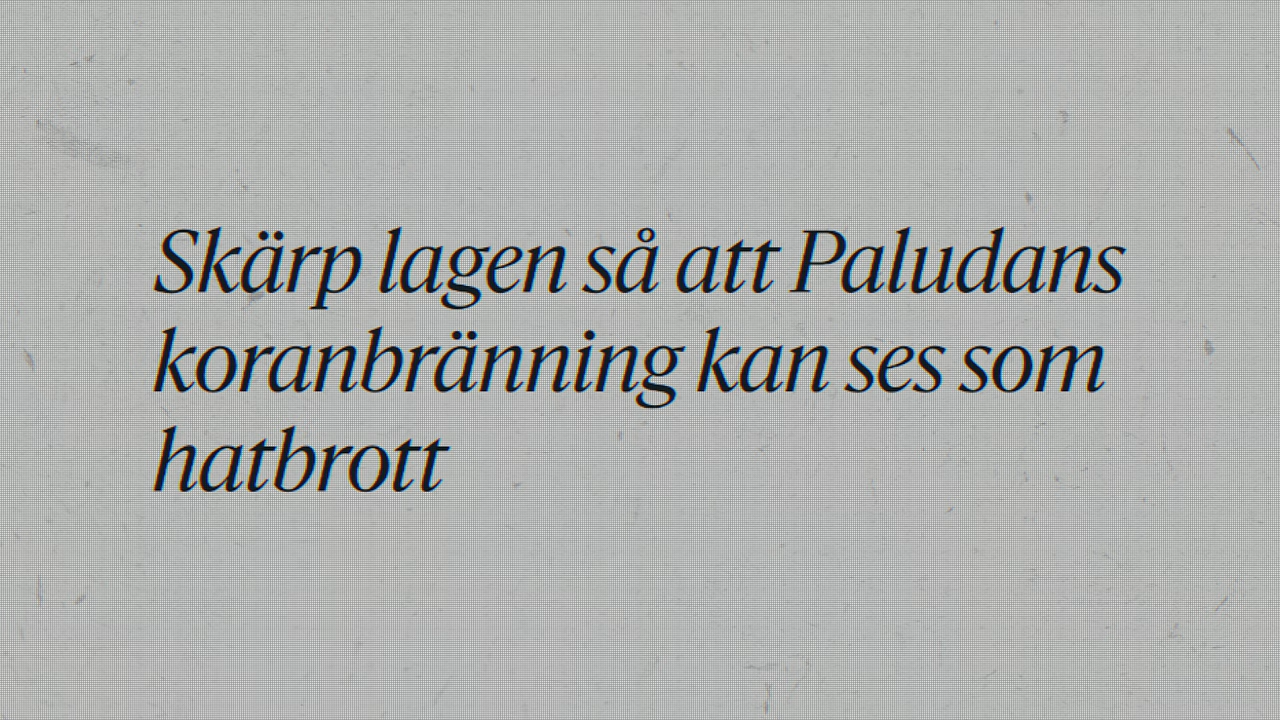 Skärp lagen så att Paludans
koranbränning kan ses som
hatbrott